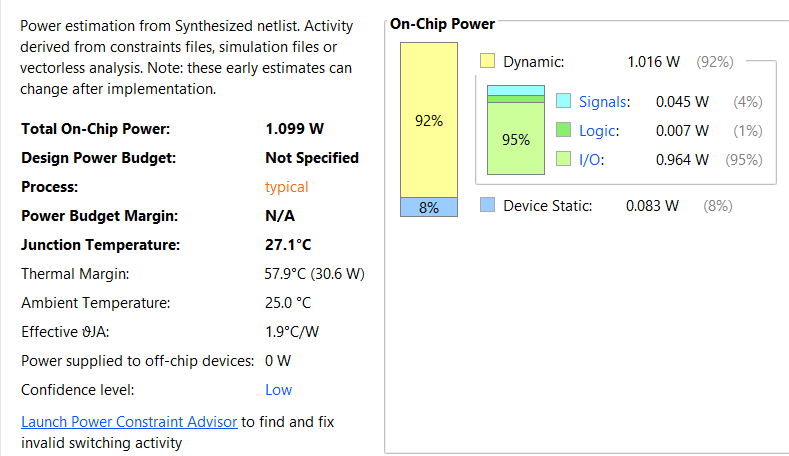 Power estimation from Synthesized netlist. Activity
derived from constraints files, simulation files or
vectorless analysis. Note: these early estimates can
change after implementation.
Total On-Chip Power: 1.099 W
Design Power Budget: Not Specified
Process: typical
Power Budget Margin: N/A
Junction Temperature: 27.1°C
Thermal Margin: 57.9°C (30.6 W)
Ambient Temperature: 25.0 °C
Effective ϑJA: 1.9°C/W
Power supplied to off-chip devices: 0 W
Confidence level: Low
Launch Power Constraint Advisor to find and fix
invalid switching activity
On-Chip Power
92%
8%
Dynamic: 1.016 W (92%)
95%
Signals: 0.045 W (4%)
Logic: 0.007 W (1%)
I/O: 0.964 W (95%)
Device Static: 0.083 W (8%)